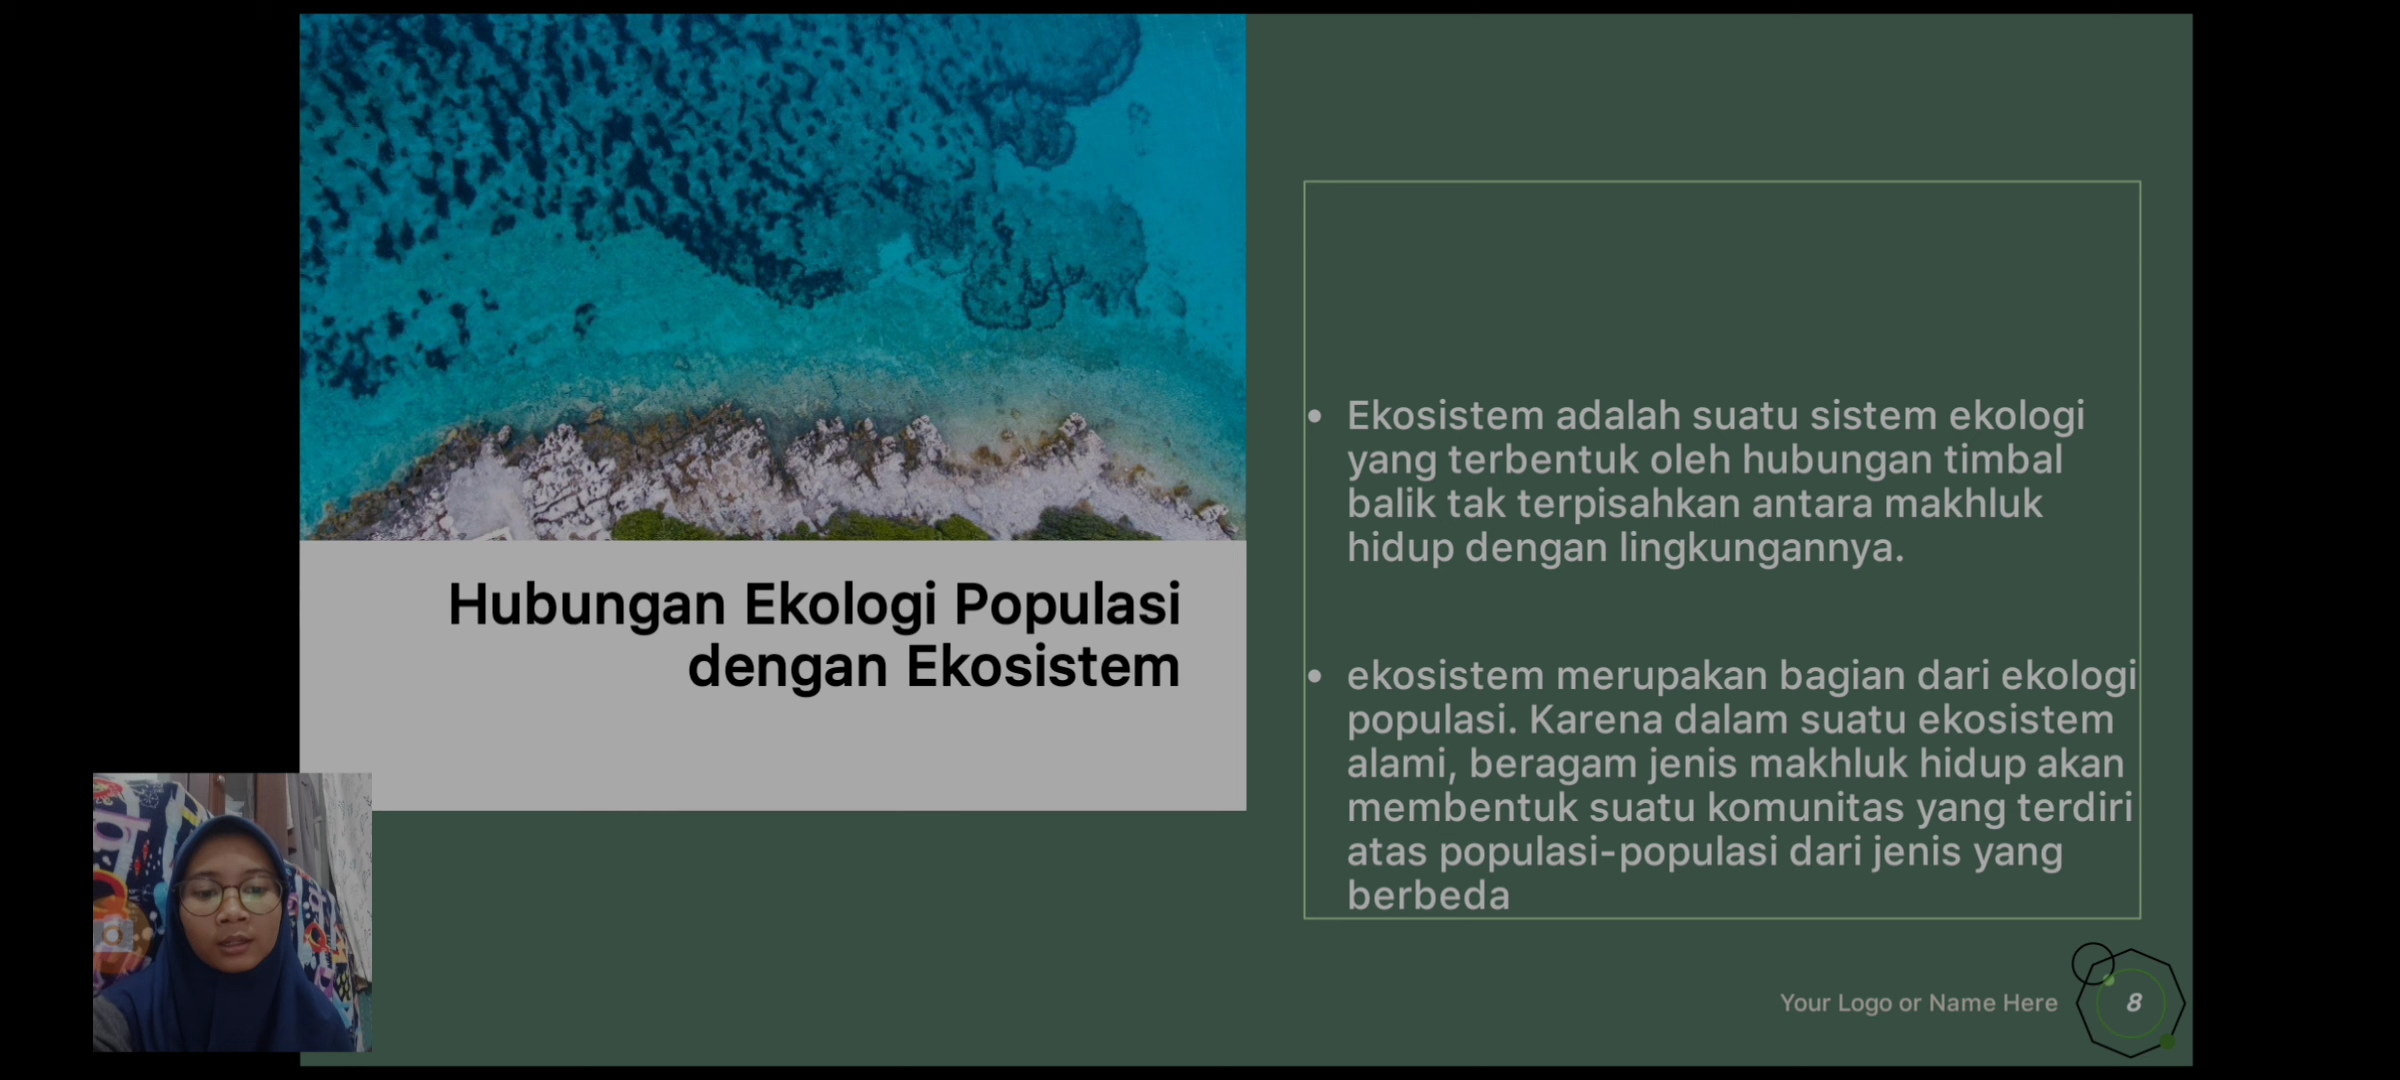 Hubungan Ekologi Populasi
dengan Ekosistem
• Ekosistem adalah suatu sistem ekologi
yang terbentuk oleh hubungan timbal
balik tak terpisahkan antara makhluk
hidup dengan lingkungannya.
• ekosistem merupakan bagian dari ekologi
populasi. Karena dalam suatu ekosistem
alami, beragam jenis makhluk hidup akan
membentuk suatu komunitas yang terdiri
atas populasi-populasi dari jenis yang
berbeda
Your Logo or Name Here
8